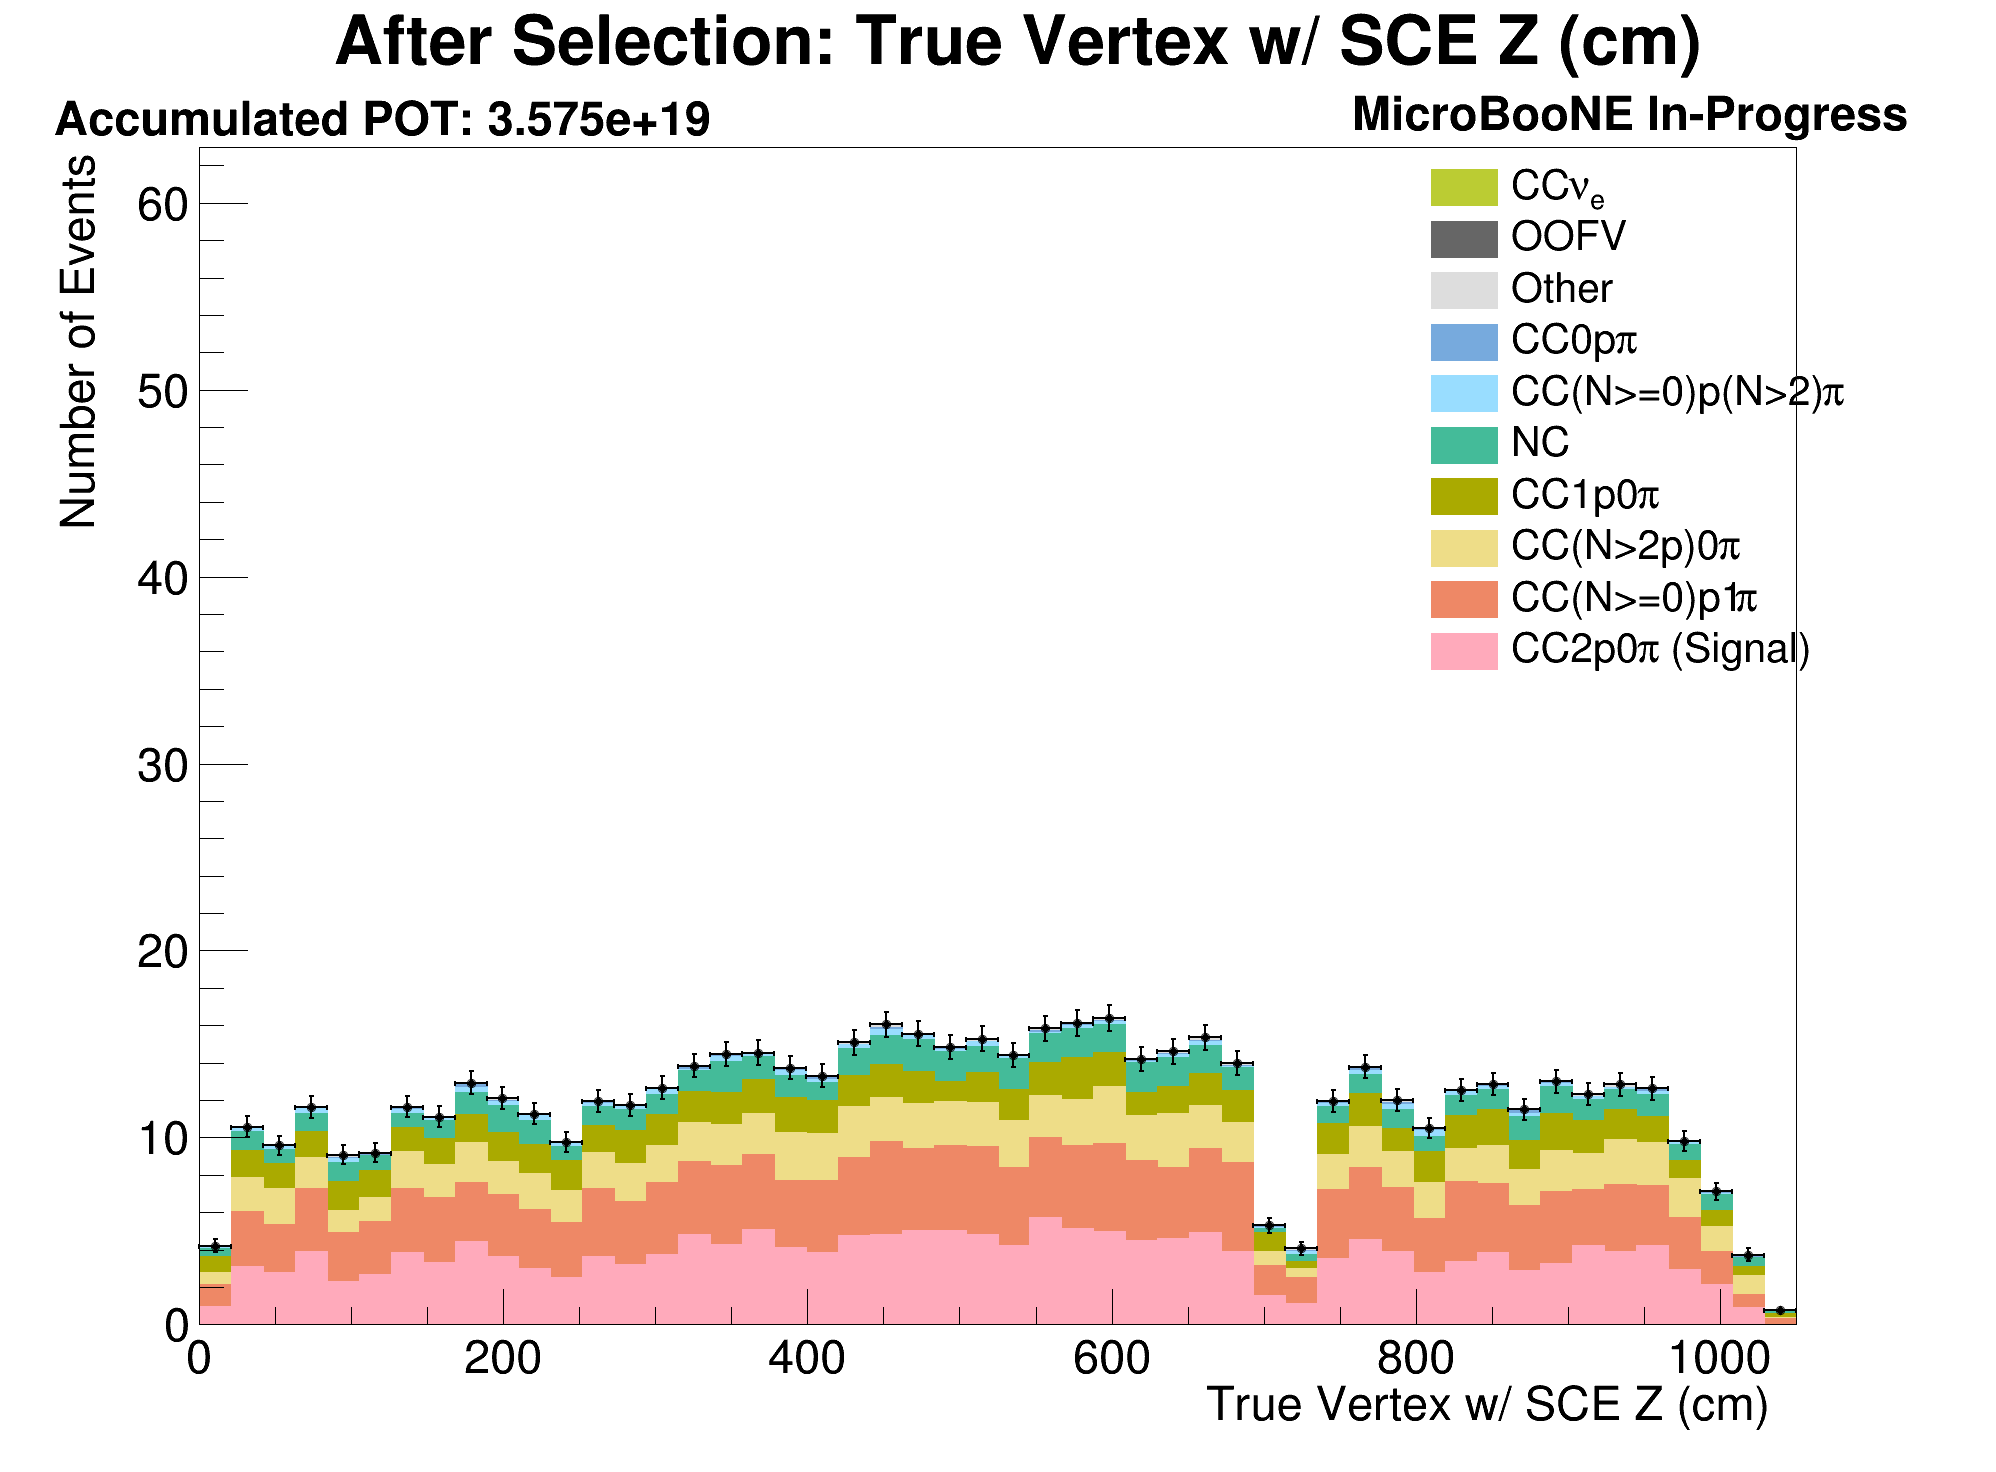 After Selection: True Vertex w/ SCE Z (cm)
Accumulated POT: 3.575e+19
MicroBooNE In-Progress
Number of Events
60
50
40
30
20
10
0
CCνe
OOFV
Other
CC0pπ
CC(N>=0)p(N>2)π
NC
CC1p0π
CC(N>2p)0π
CC(N>=0)p1π
CC2p0π (Signal)
0 200 400 600 800 1000
True Vertex w/ SCE Z (cm)